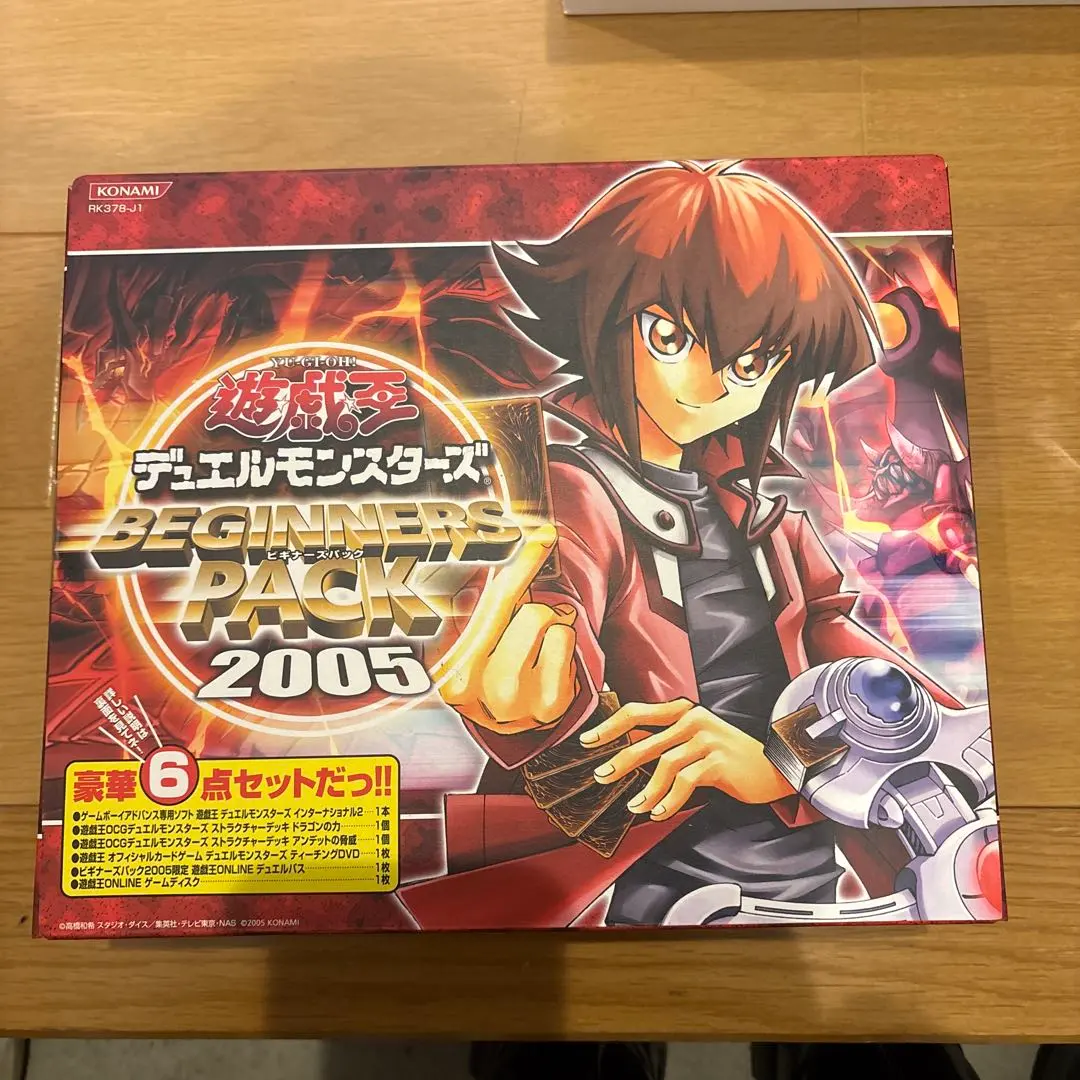 KONAMI
RK378-J1
YU-GI-OH!
遊戯王
デュエルモンスターズ®
BEGINNERS
ビギナーズパック
PACK
2005
詳しい説明は
裏面を見てネ…
豪華6点セットだっ!!
●ゲームボーイアドバンス専用ソフト 遊戯王 デュエルモンスターズ インターナショナル2…1本
●遊戯王OCGデュエルモンスターズ ストラクチャーデッキ ドラゴンの力………1個
●遊戯王OCGデュエルモンスターズ ストラクチャーデッキ アンデットの脅威……1個
●遊戯王 オフィシャルカードゲーム デュエルモンスターズ ティーチングDVD……1枚
●ビギナーズパック2005限定 遊戯王ONLINE デュエルパス………1枚
●遊戯王ONLINE ゲームディスク………1枚
©高橋和希 スタジオ・ダイス／集英社・テレビ東京・NAS ©2005 KONAMI